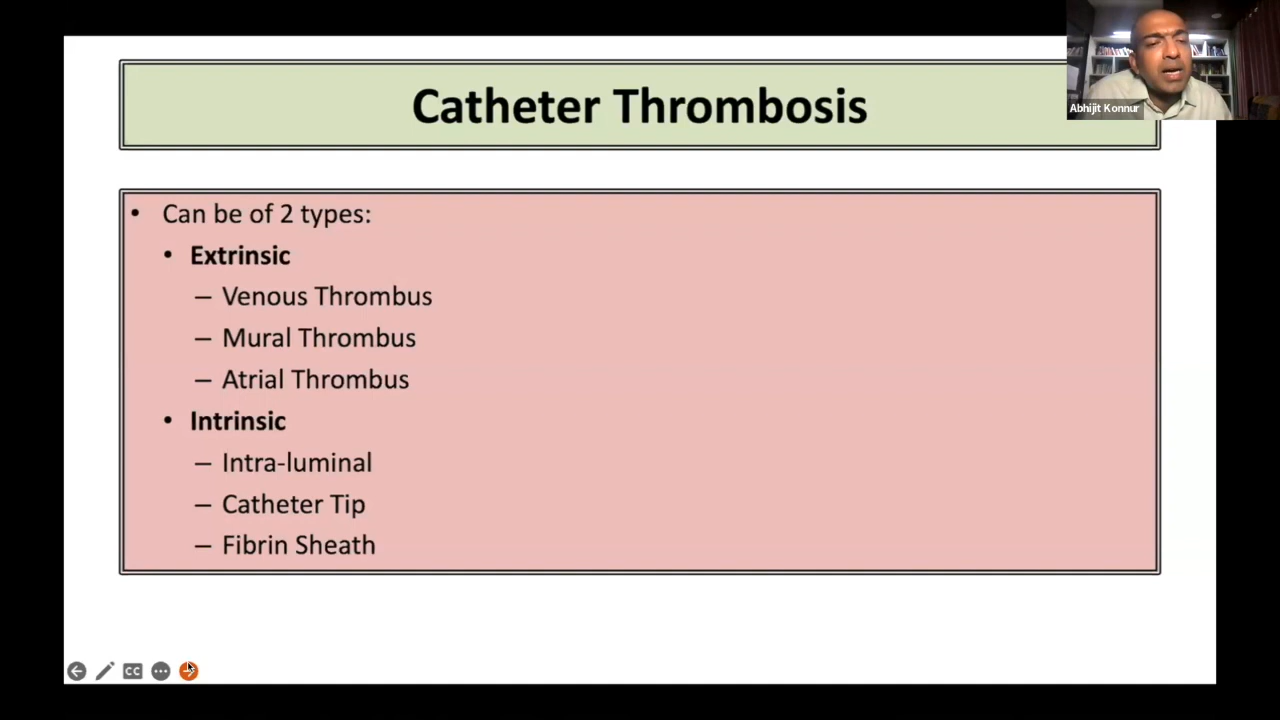 Catheter Thrombosis
Abhijit Konnur
• Can be of 2 types:
• Extrinsic
– Venous Thrombus
– Mural Thrombus
– Atrial Thrombus
• Intrinsic
– Intra-luminal
– Catheter Tip
– Fibrin Sheath
CC